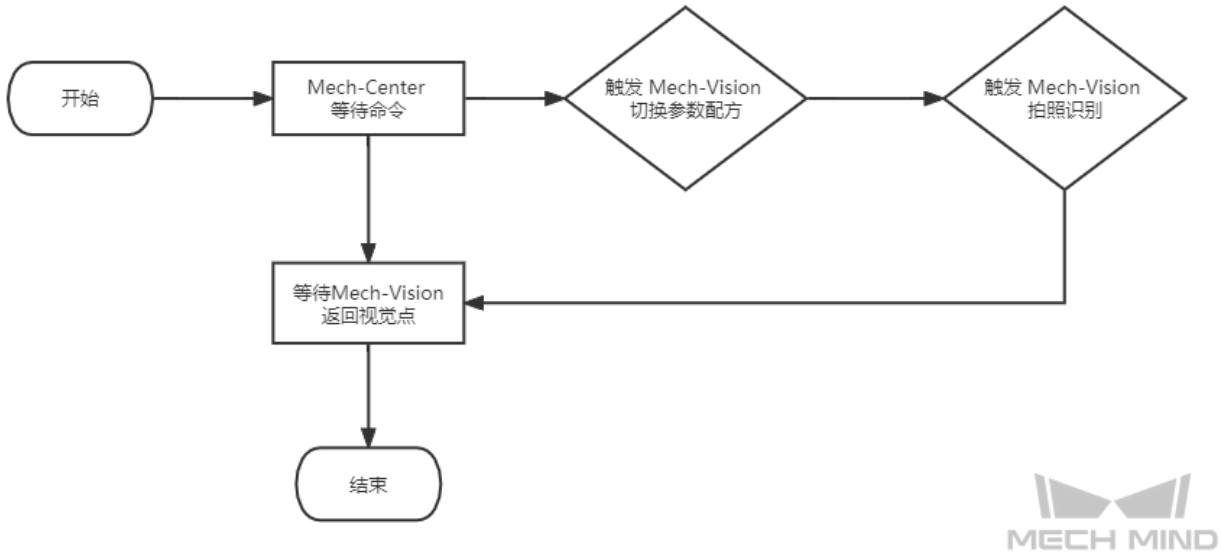 开始
Mech-Center
等待命令
触发 Mech-Vision
切换参数配方
触发 Mech-Vision
拍照识别
等待Mech-Vision
返回视觉点
结束
MECH MIND